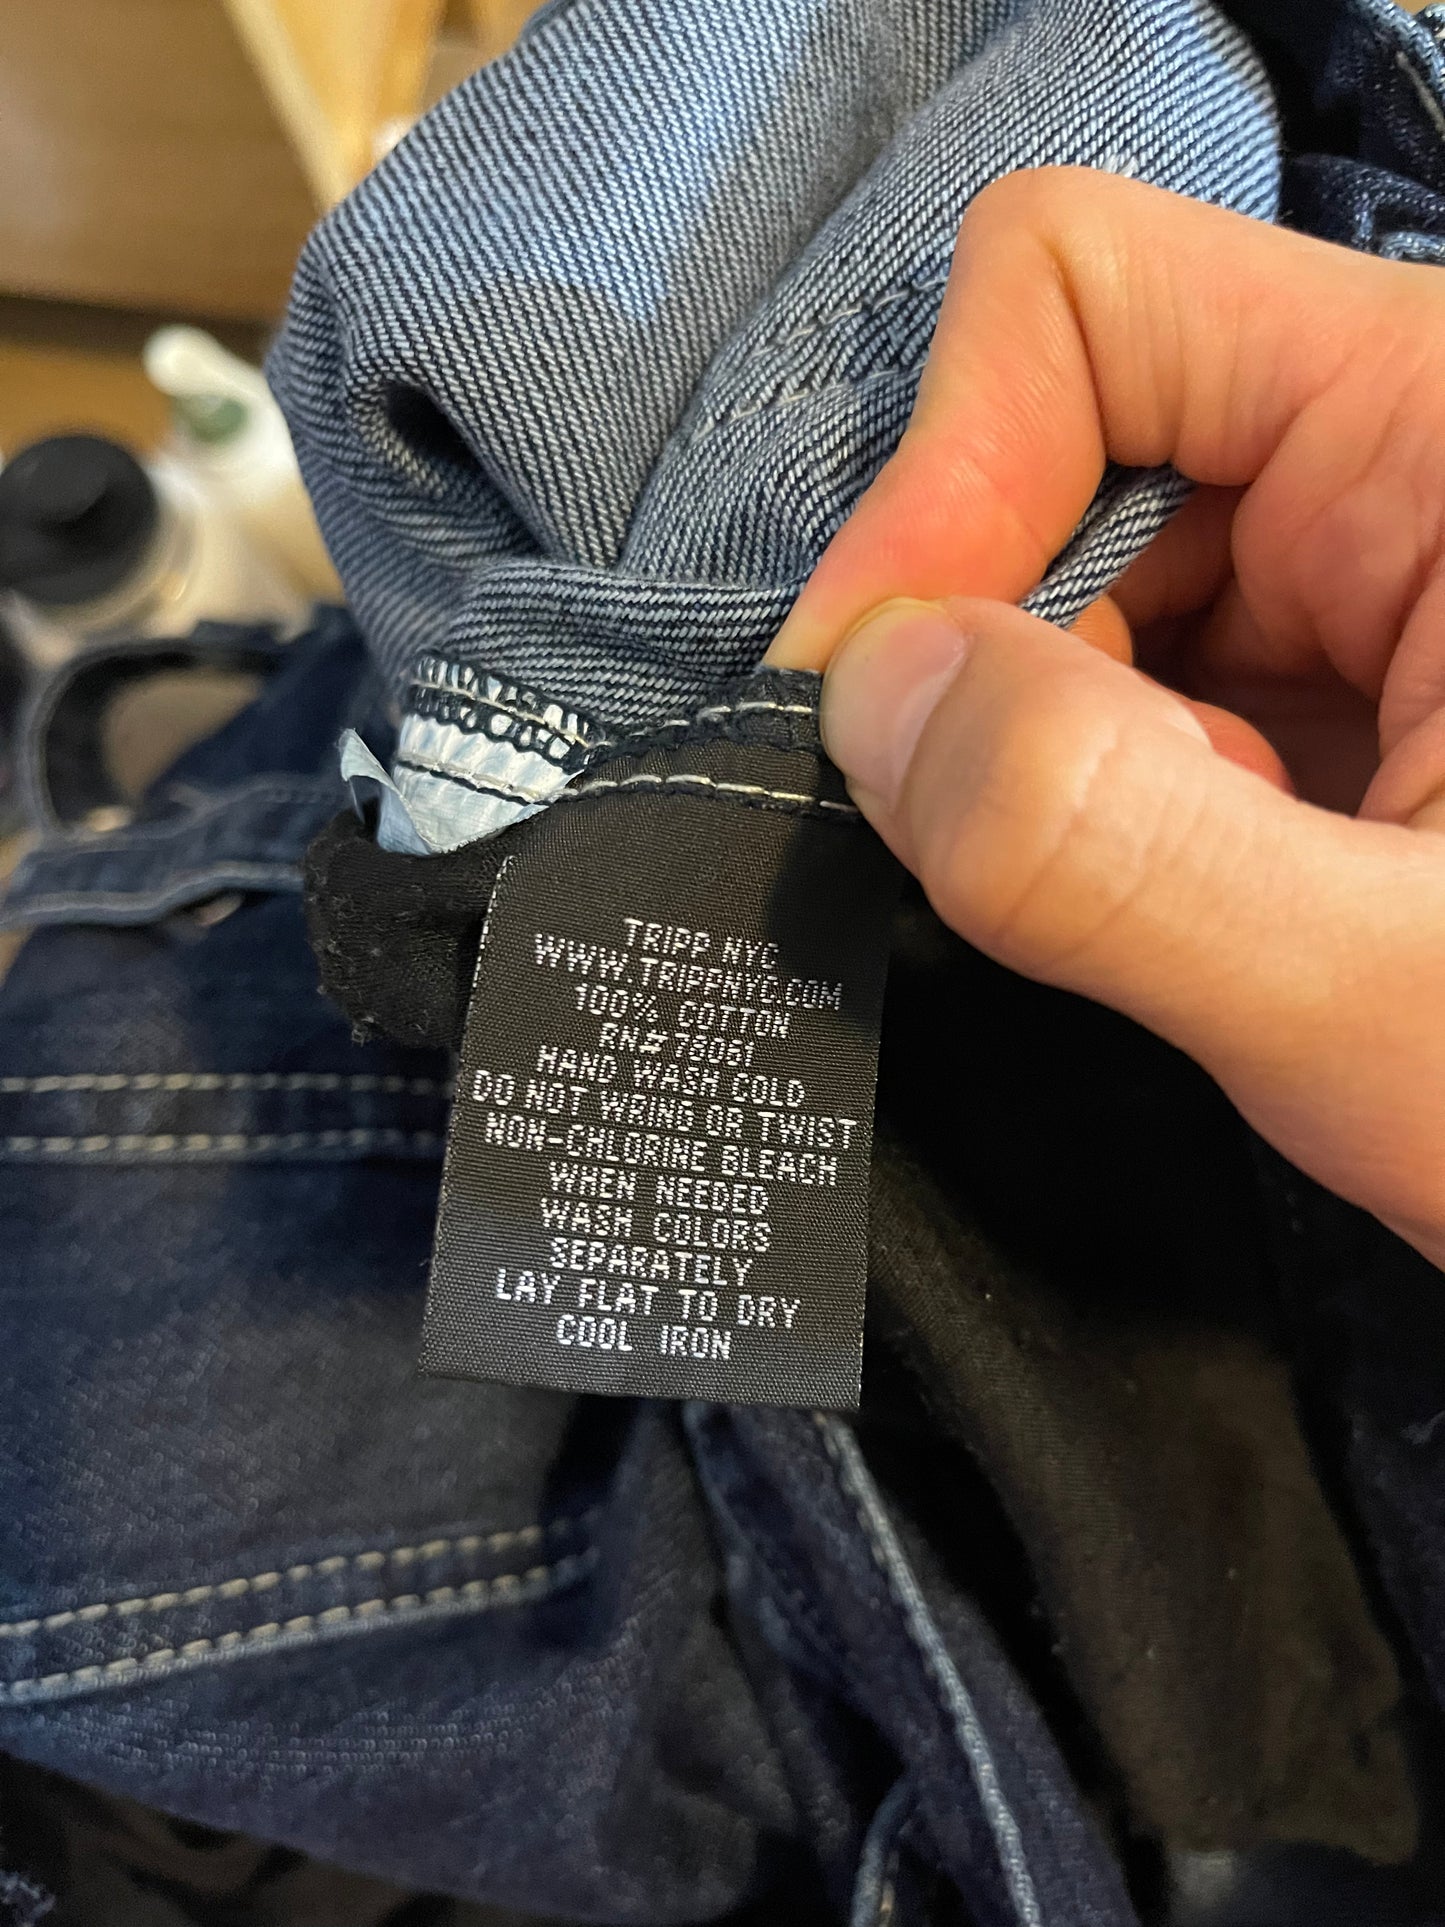 TRIPP NYC
WWW.TRIPPNYC.COM
100% COTTON
RN# 78061
HAND WASH COLD
DO NOT WRING OR TWIST
NON-CHLORINE BLEACH
WHEN NEEDED
WASH COLORS
SEPARATELY
LAY FLAT TO DRY
COOL IRON